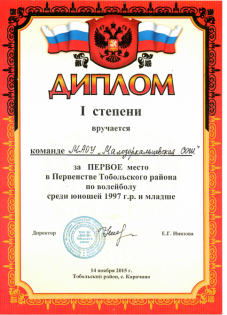 ДИПЛОМ
I степени
вручается
команде МАОУ „Малозоркальцевская СОШ"
за ПЕРВОЕ место
в Первенстве Тобольского района
по волейболу
среди юношей 1997 г.р. и младше
Директор Е.Г.
14 ноября 2015 г.
Тобольский район, с. Карачино